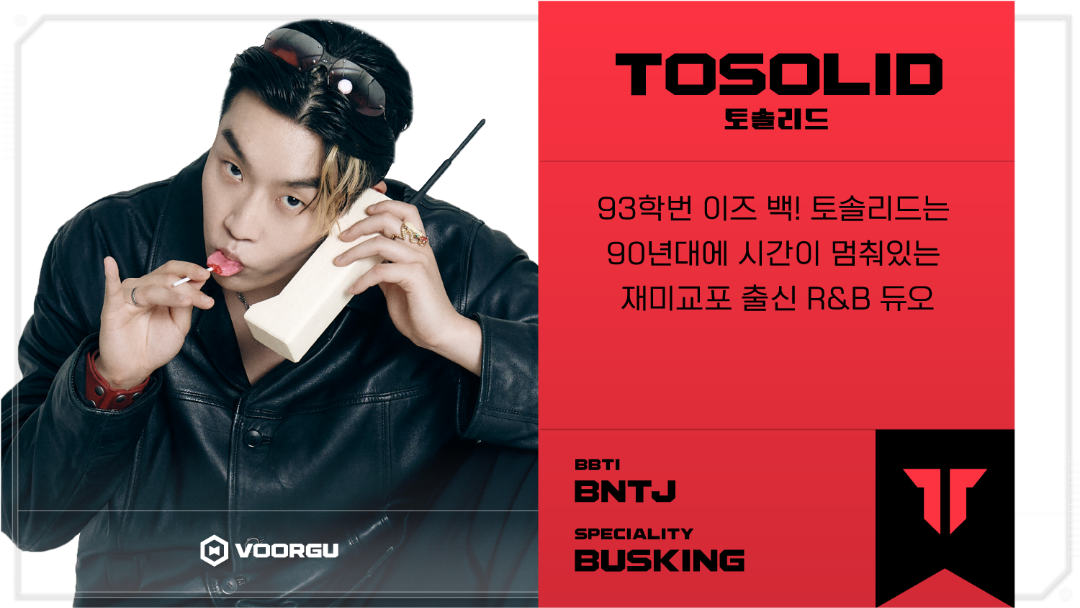 TOSOLID
토솔리드
93학번 이즈 백! 토솔리드는
90년대에 시간이 멈춰있는
재미교포 출신 R&B 듀오
BBTI
BNTJ
SPECIALITY
BUSKING
VOORGU